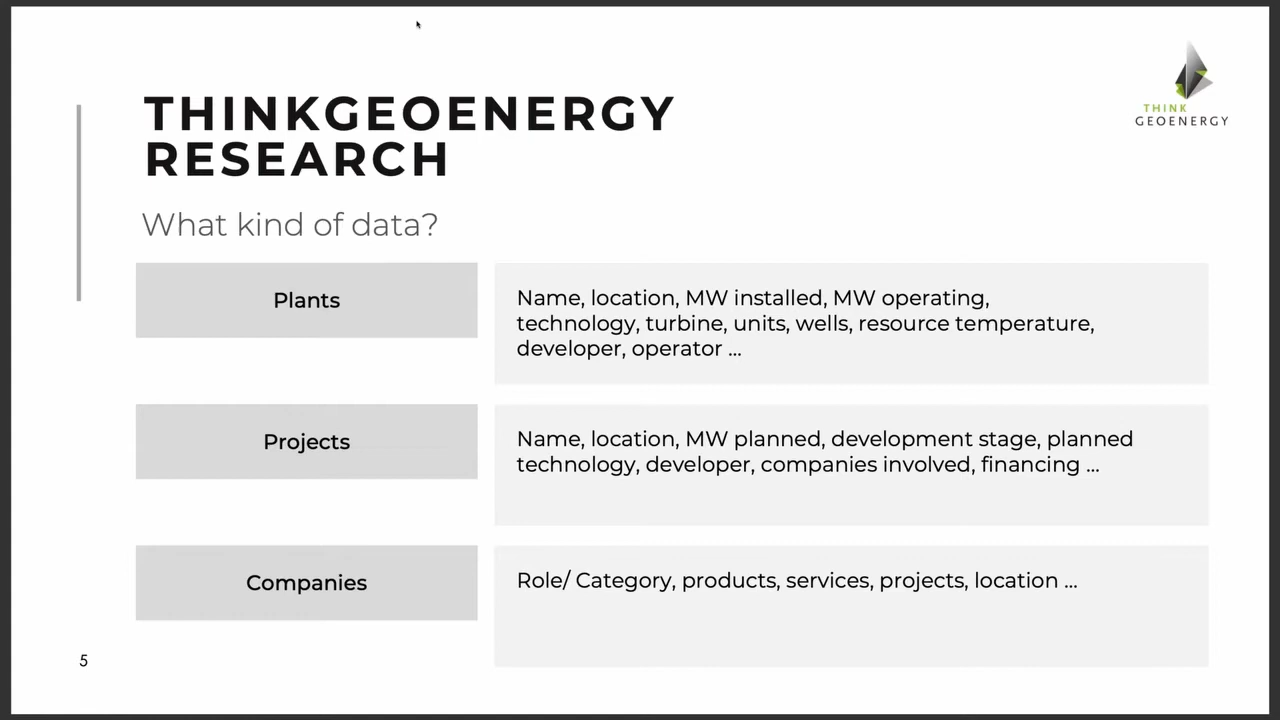 THINKGEOENERGY
RESEARCH
THINK
GEOENERGY
What kind of data?
Plants
Name, location, MW installed, MW operating,
technology, turbine, units, wells, resource temperature,
developer, operator ...
Projects
Name, location, MW planned, development stage, planned
technology, developer, companies involved, financing ...
Companies
Role/ Category, products, services, projects, location ...
5